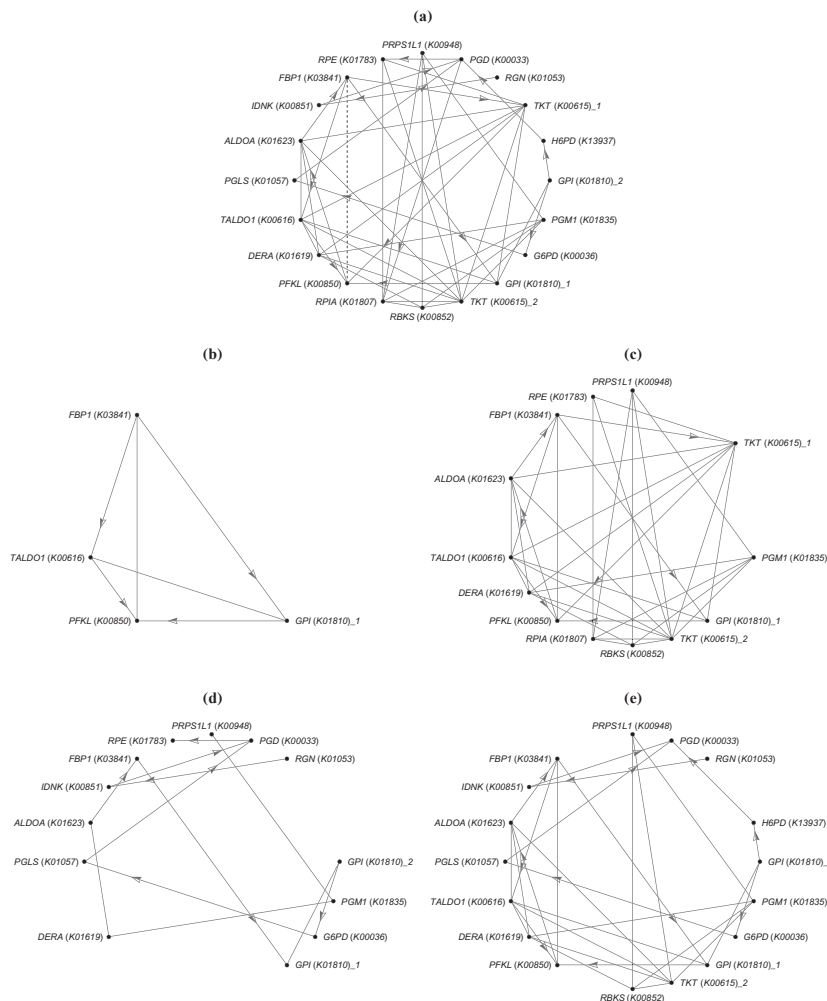 (a)
PRPS1L1 (K00948)
RPE (K01783)
PGD (K00033)
FBP1 (K03841)
RGN (K01053)
IDNK (K00851)
TKT (K00615)_1
ALDOA (K01623)
H6PD (K13937)
PGLS (K01057)
GPI (K01810)_2
TALDO1 (K00616)
PGM1 (K01835)
DERA (K01619)
G6PD (K00036)
PFKL (K00850)
GPI (K01810)_1
RPIA (K01807)
TKT (K00615)_2
RBKS (K00852)
(b)
FBP1 (K03841)
TALDO1 (K00616)
PFKL (K00850)
GPI (K01810)_1
(c)
PRPS1L1 (K00948)
RPE (K01783)
FBP1 (K03841)
TKT (K00615)_1
ALDOA (K01623)
TALDO1 (K00616)
PGM1 (K01835)
DERA (K01619)
PFKL (K00850)
GPI (K01810)_1
RPIA (K01807)
TKT (K00615)_2
RBKS (K00852)
(d)
PRPS1L1 (K00948)
RPE (K01783)
PGD (K00033)
FBP1 (K03841)
RGN (K01053)
IDNK (K00851)
ALDOA (K01623)
PGLS (K01057)
GPI (K01810)_2
PGM1 (K01835)
DERA (K01619)
G6PD (K00036)
GPI (K01810)_1
(e)
PRPS1L1 (K00948)
PGD (K00033)
FBP1 (K03841)
RGN (K01053)
IDNK (K00851)
ALDOA (K01623)
H6PD (K13937)
PGLS (K01057)
GPI (K01810)_
TALDO1 (K00616)
PGM1 (K01835)
DERA (K01619)
G6PD (K00036)
PFKL (K00850)
GPI (K01810)_1
TKT (K00615)_2
RBKS (K00852)